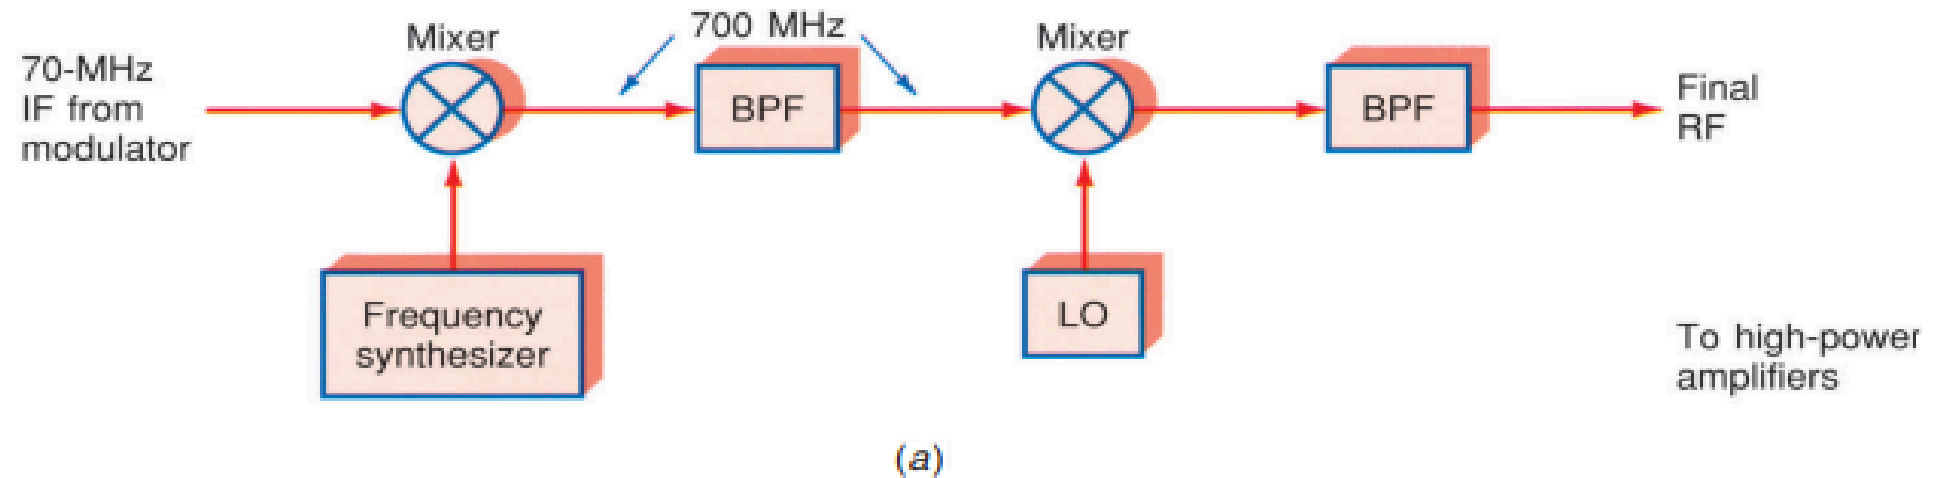 70-MHz
IF from
modulator
Mixer
700 MHz
BPF
Mixer
BPF
Final
RF
Frequency
synthesizer
LO
To high-power
amplifiers
(a)